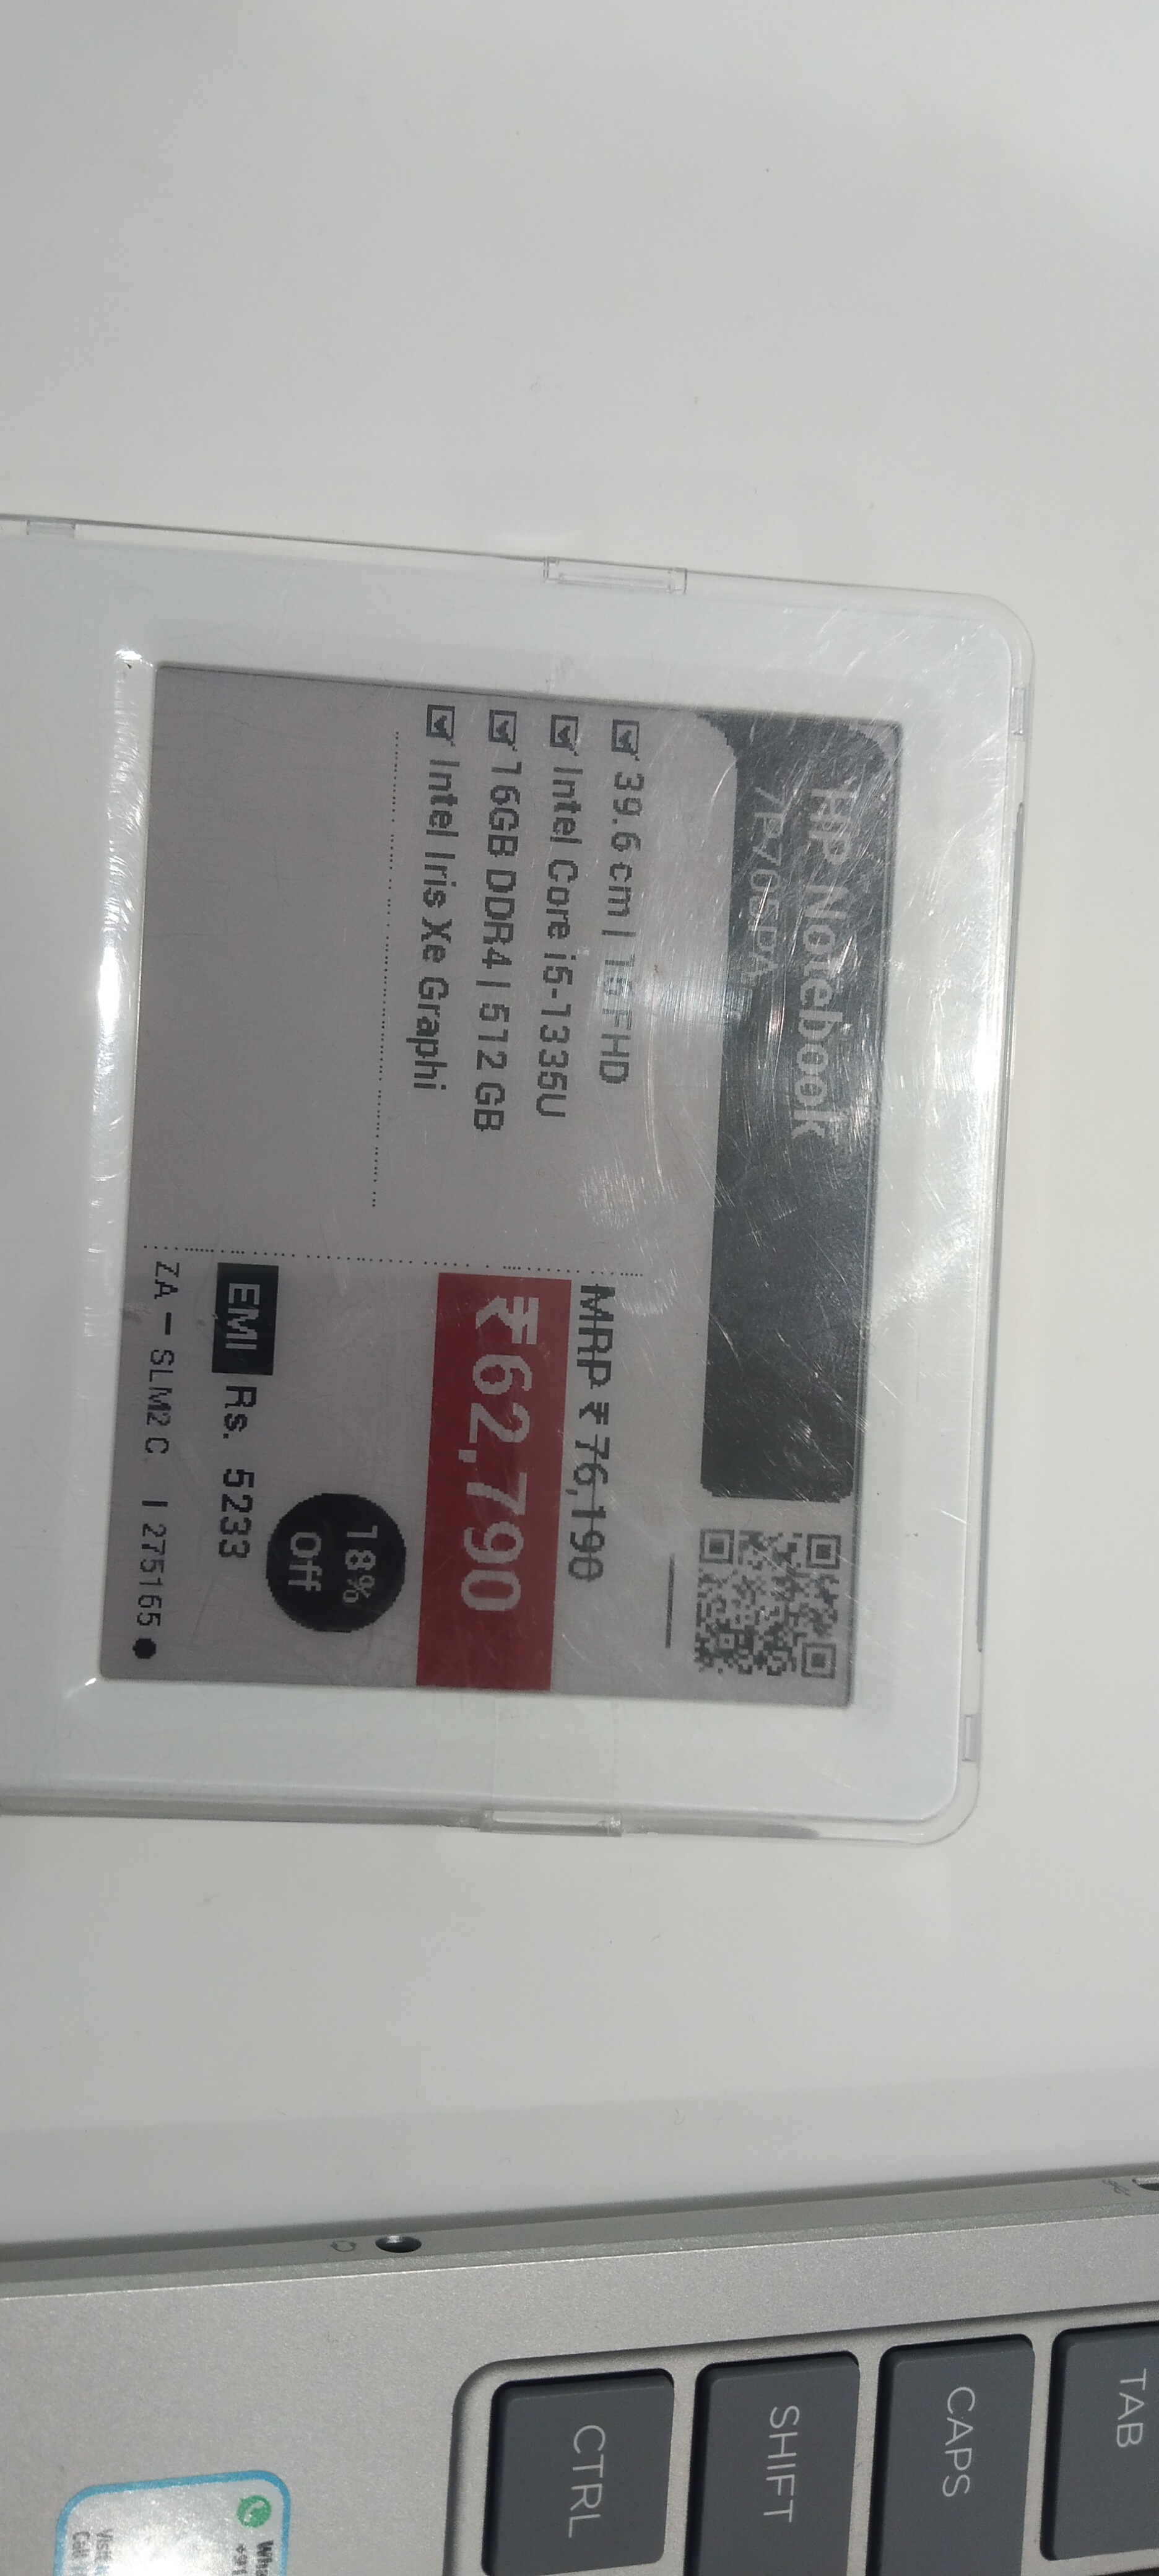 HP Notebook
7P705PA
39.6 cm | 15 FHD
Intel Core i5-1335U
16GB DDR4 | 512 GB
Intel Iris Xe Graphi
MRP ₹ 76,190
₹62,790
18%
Off
EMI Rs. 5233
ZA - SLM2 C. | 275165
TAB
CAPS
SHIFT
CTRL